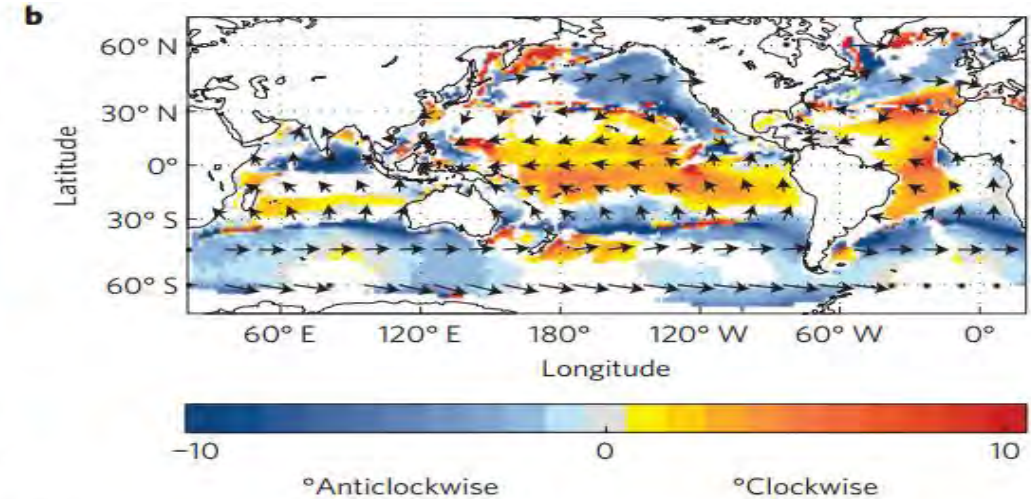 b
60° N
30° N
0°
30° S
60° S
Latitude
60° E 120° E 180° 120° W 60° W 0°
Longitude
−10 0 10
°Anticlockwise °Clockwise